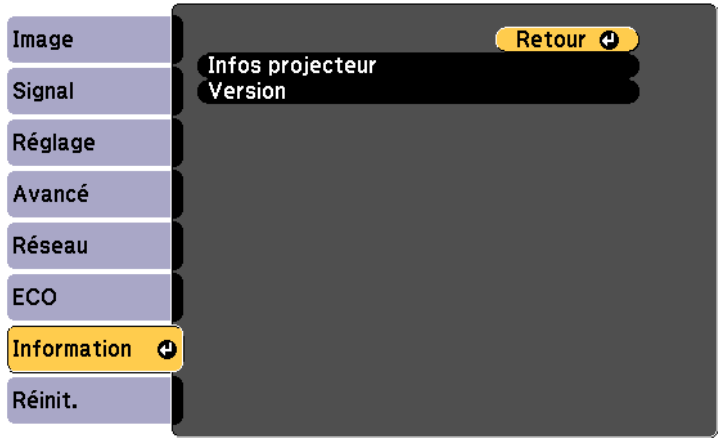 Image
Signal
Réglage
Avancé
Réseau
ECO
Information
Réinit.
Retour
Infos projecteur
Version